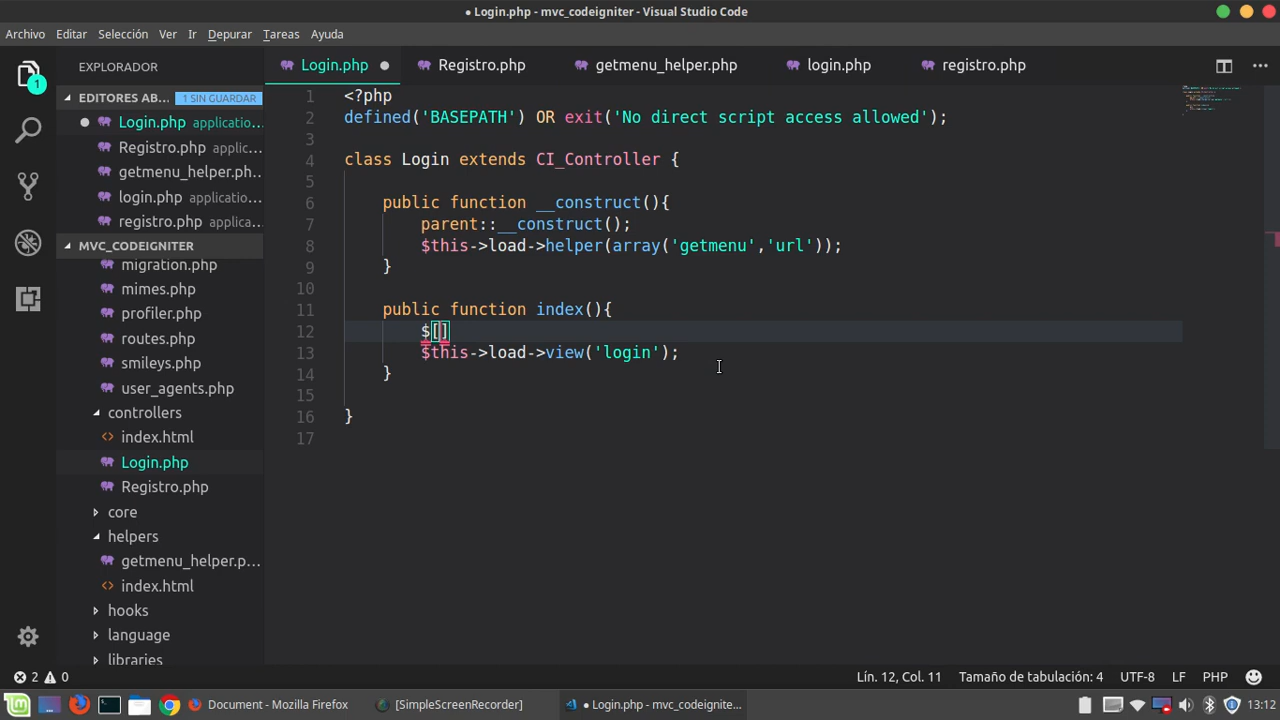 ● Login.php - mvc_codeigniter - Visual Studio Code
Archivo Editar Selección Ver Ir Depurar Tareas Ayuda
1
EXPLORADOR
EDITORES AB... 1 SIN GUARDAR
● Login.php applicatio...
Registro.php applic...
getmenu_helper.ph...
login.php applicatio...
registro.php applica...
MVC_CODEIGNITER
migration.php
mimes.php
profiler.php
routes.php
smileys.php
user_agents.php
controllers
index.html
Login.php
Registro.php
core
helpers
getmenu_helper.p...
index.html
hooks
language
libraries
Login.php ● Registro.php getmenu_helper.php login.php registro.php
1 <?php
2 defined('BASEPATH') OR exit('No direct script access allowed');
3
4 class Login extends CI_Controller {
5
6 public function __construct(){
7 parent::__construct();
8 $this->load->helper(array('getmenu','url'));
9 }
10
11 public function index(){
12 $[]
13 $this->load->view('login');
14 }
15
16 }
17
2 0 Lín. 12, Col. 11 Tamaño de tabulación: 4 UTF-8 LF PHP
Document - Mozilla Firefox [SimpleScreenRecorder] ● Login.php - mvc_codeignite... 13:12